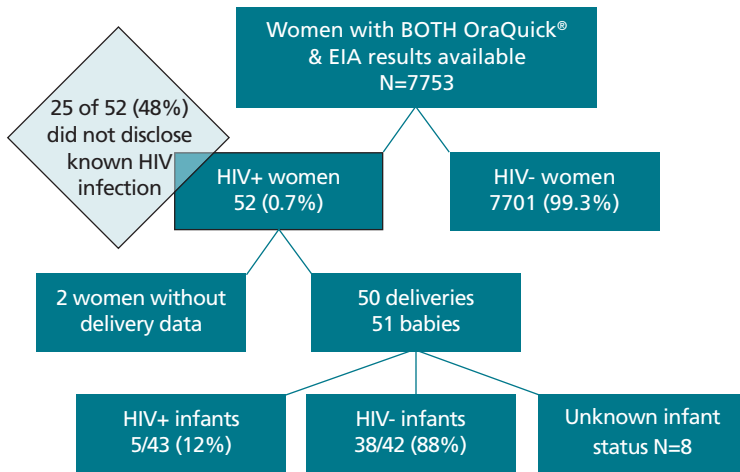 Women with BOTH OraQuick®
& EIA results available
N=7753
25 of 52 (48%)
did not disclose
known HIV
infection
HIV+ women
52 (0.7%)
HIV- women
7701 (99.3%)
2 women without
delivery data
50 deliveries
51 babies
HIV+ infants
5/43 (12%)
HIV- infants
38/42 (88%)
Unknown infant
status N=8